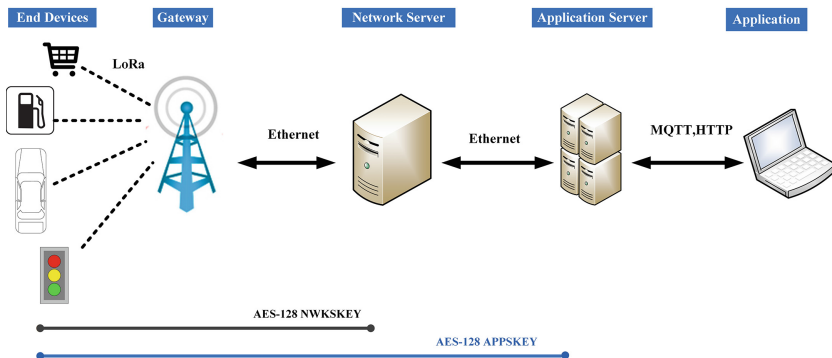 End Devices
Gateway
Network Server
Application Server
Application
LoRa
Ethernet
Ethernet
MQTT,HTTP
AES-128 NWKSKEY
AES-128 APPSKEY